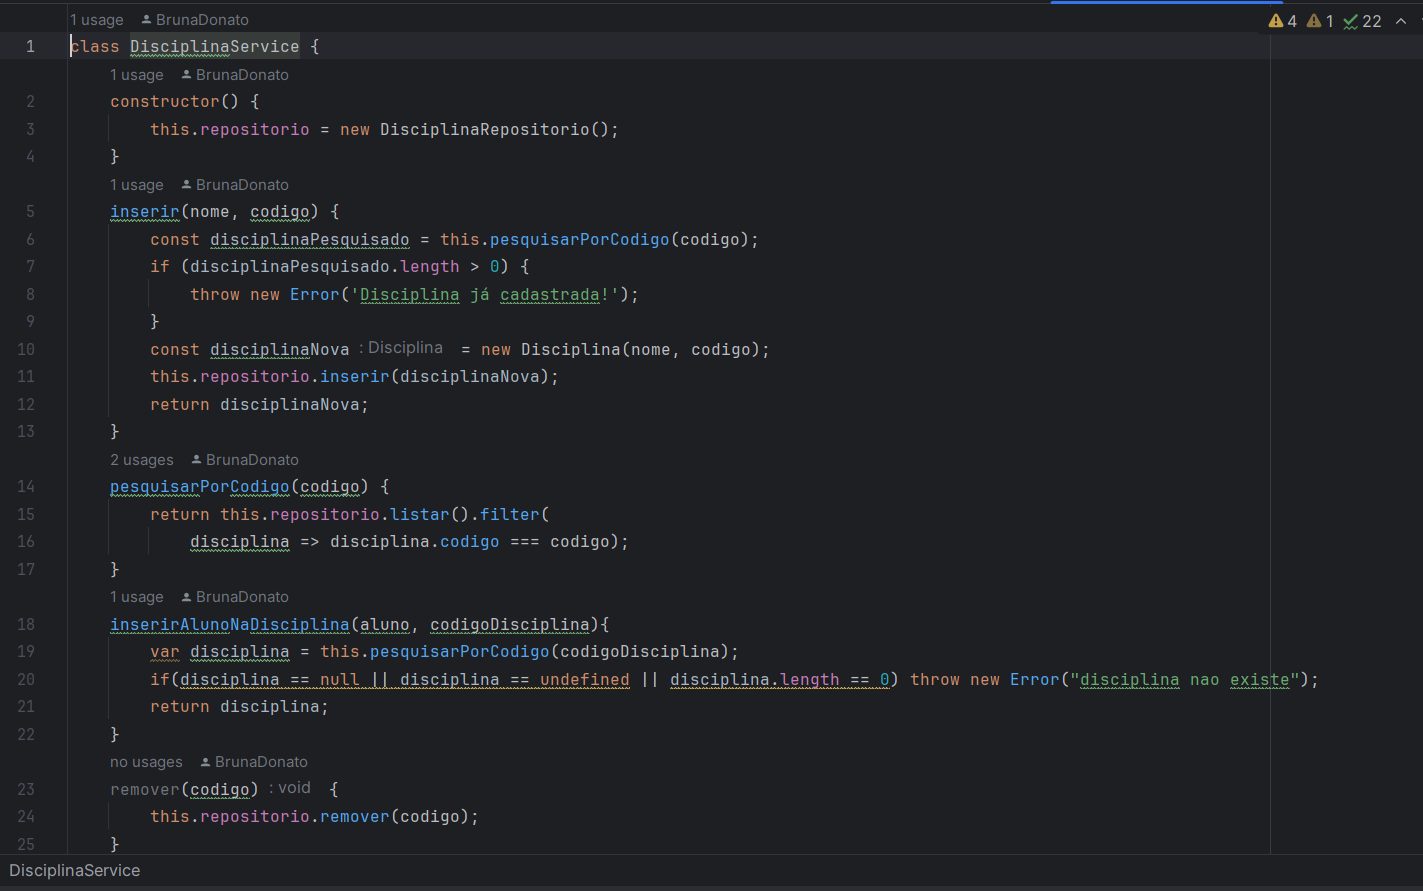 1 usage BrunaDonato
4 1 22
1 class DisciplinaService {
1 usage BrunaDonato
2 constructor() {
3 this.repositorio = new DisciplinaRepositorio();
4 }
1 usage BrunaDonato
5 inserir(nome, codigo) {
6 const disciplinaPesquisado = this.pesquisarPorCodigo(codigo);
7 if (disciplinaPesquisado.length > 0) {
8 throw new Error('Disciplina já cadastrada!');
9 }
10 const disciplinaNova : Disciplina = new Disciplina(nome, codigo);
11 this.repositorio.inserir(disciplinaNova);
12 return disciplinaNova;
13 }
2 usages BrunaDonato
14 pesquisarPorCodigo(codigo) {
15 return this.repositorio.listar().filter(
16 disciplina => disciplina.codigo === codigo);
17 }
1 usage BrunaDonato
18 inserirAlunoNaDisciplina(aluno, codigoDisciplina){
19 var disciplina = this.pesquisarPorCodigo(codigoDisciplina);
20 if(disciplina == null || disciplina == undefined || disciplina.length == 0) throw new Error("disciplina nao existe");
21 return disciplina;
22 }
no usages BrunaDonato
23 remover(codigo) : void {
24 this.repositorio.remover(codigo);
25 }
DisciplinaService